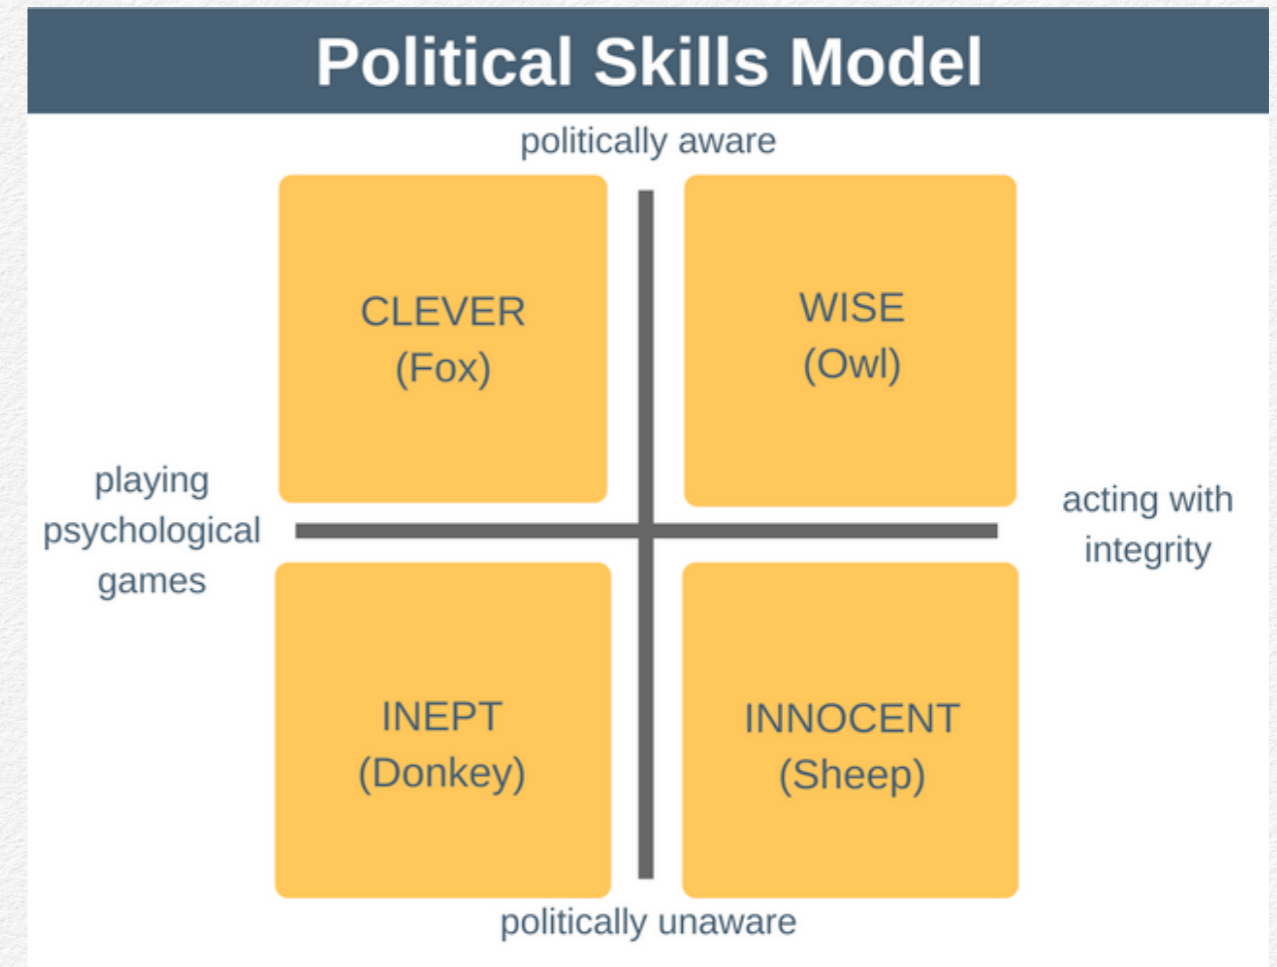 Political Skills Model
politically aware
CLEVER
(Fox)
WISE
(Owl)
playing
psychological
games
acting with
integrity
INEPT
(Donkey)
INNOCENT
(Sheep)
politically unaware